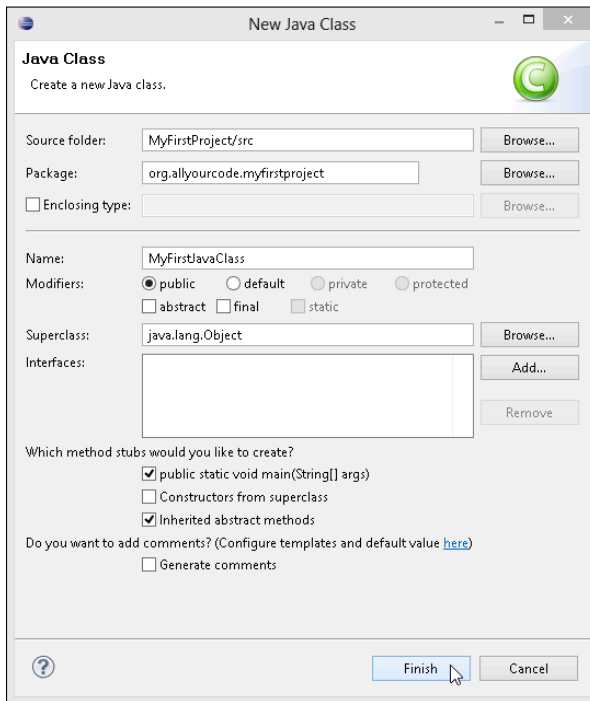 New Java Class
Java Class
Create a new Java class.
C
Source folder: MyFirstProject/src Browse...
Package: org.allyourcode.myfirstproject Browse...
Enclosing type: Browse...
Name: MyFirstJavaClass
Modifiers: public default private protected
abstract final static
Superclass: java.lang.Object Browse...
Interfaces: Add...
Remove
Which method stubs would you like to create?
public static void main(String[] args)
Constructors from superclass
Inherited abstract methods
Do you want to add comments? (Configure templates and default value here)
Generate comments
? Finish Cancel